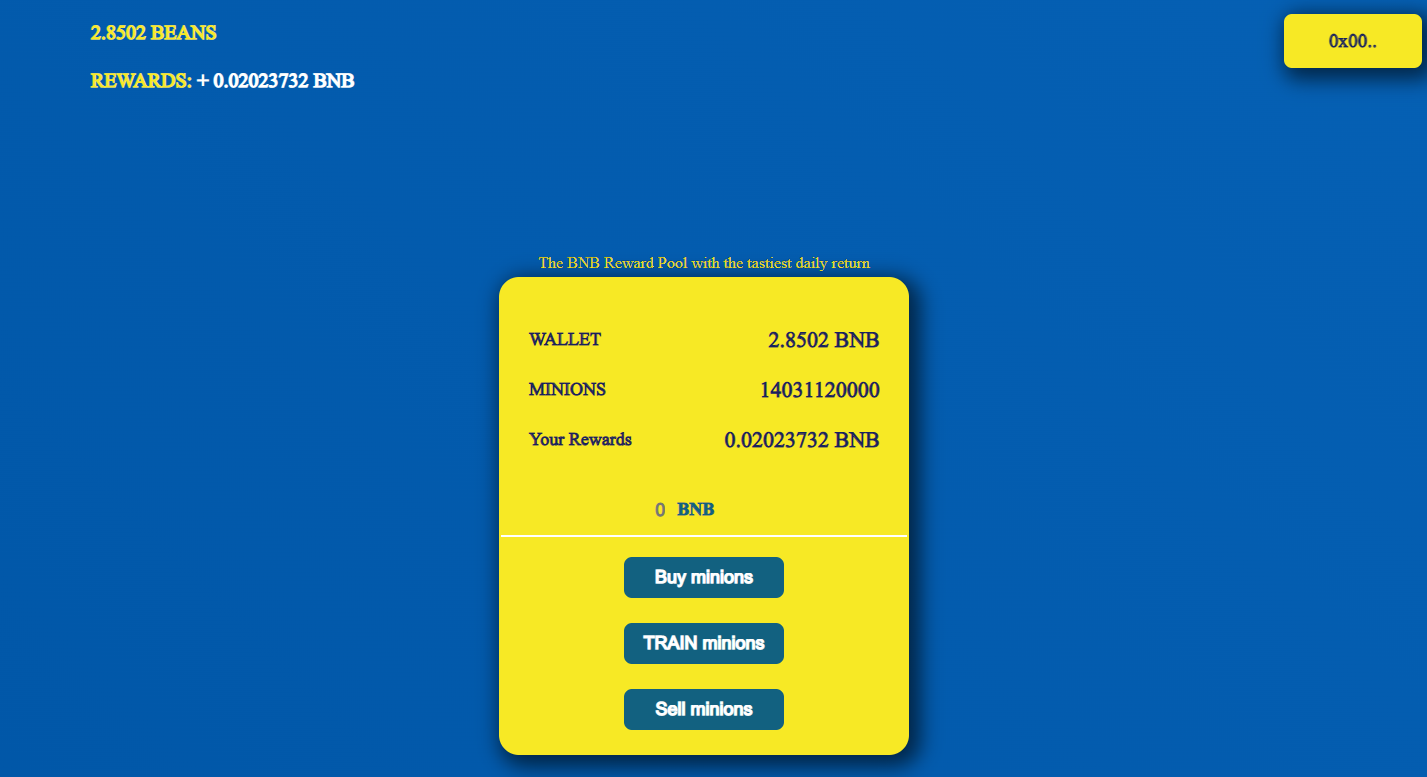 2.8502 BEANS
0x00..
REWARDS: + 0.02023732 BNB
The BNB Reward Pool with the tastiest daily return
WALLET 2.8502 BNB
MINIONS 14031120000
Your Rewards 0.02023732 BNB
0 BNB
Buy minions
TRAIN minions
Sell minions